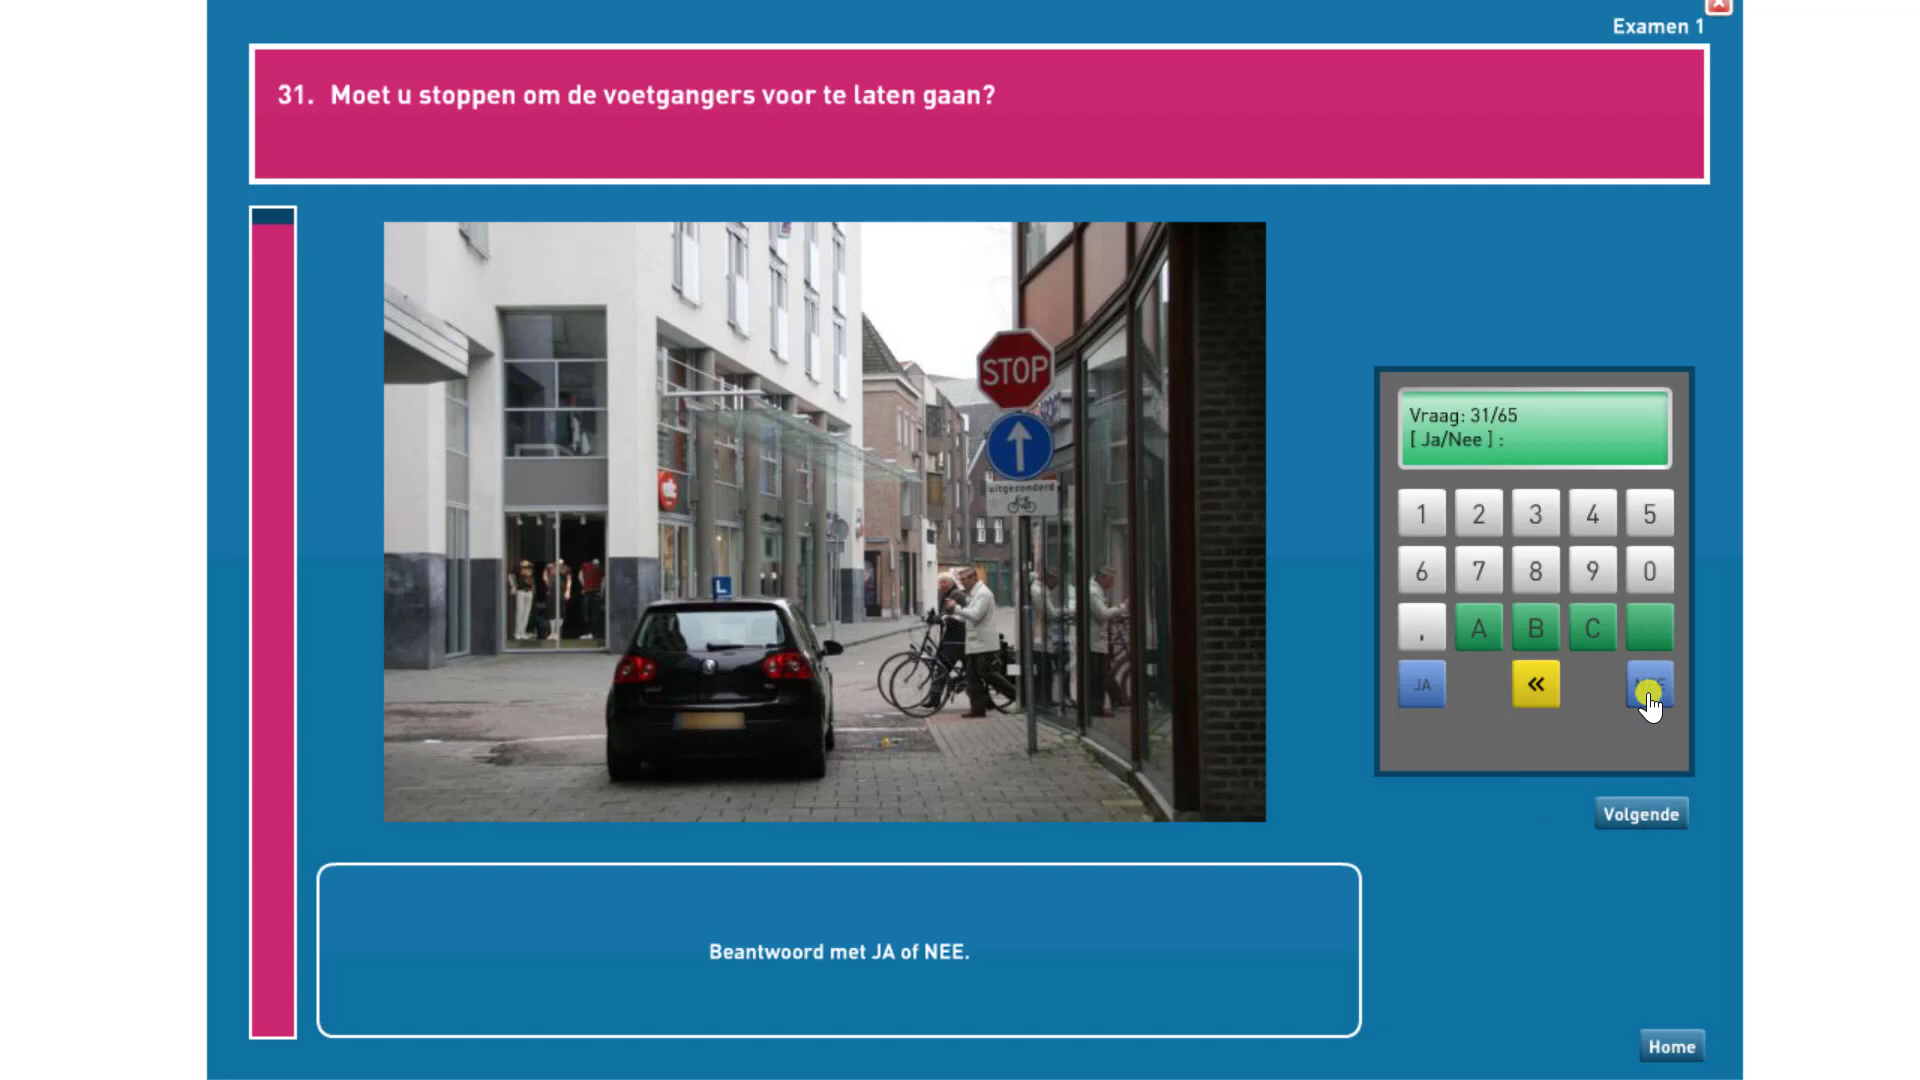 Examen 1
31. Moet u stoppen om de voetgangers voor te laten gaan?
STOP
uitgezonderd
L
Vraag: 31/65
[ Ja/Nee ] :
1 2 3 4 5
6 7 8 9 0
, A B C
JA «
Volgende
Beantwoord met JA of NEE.
Home